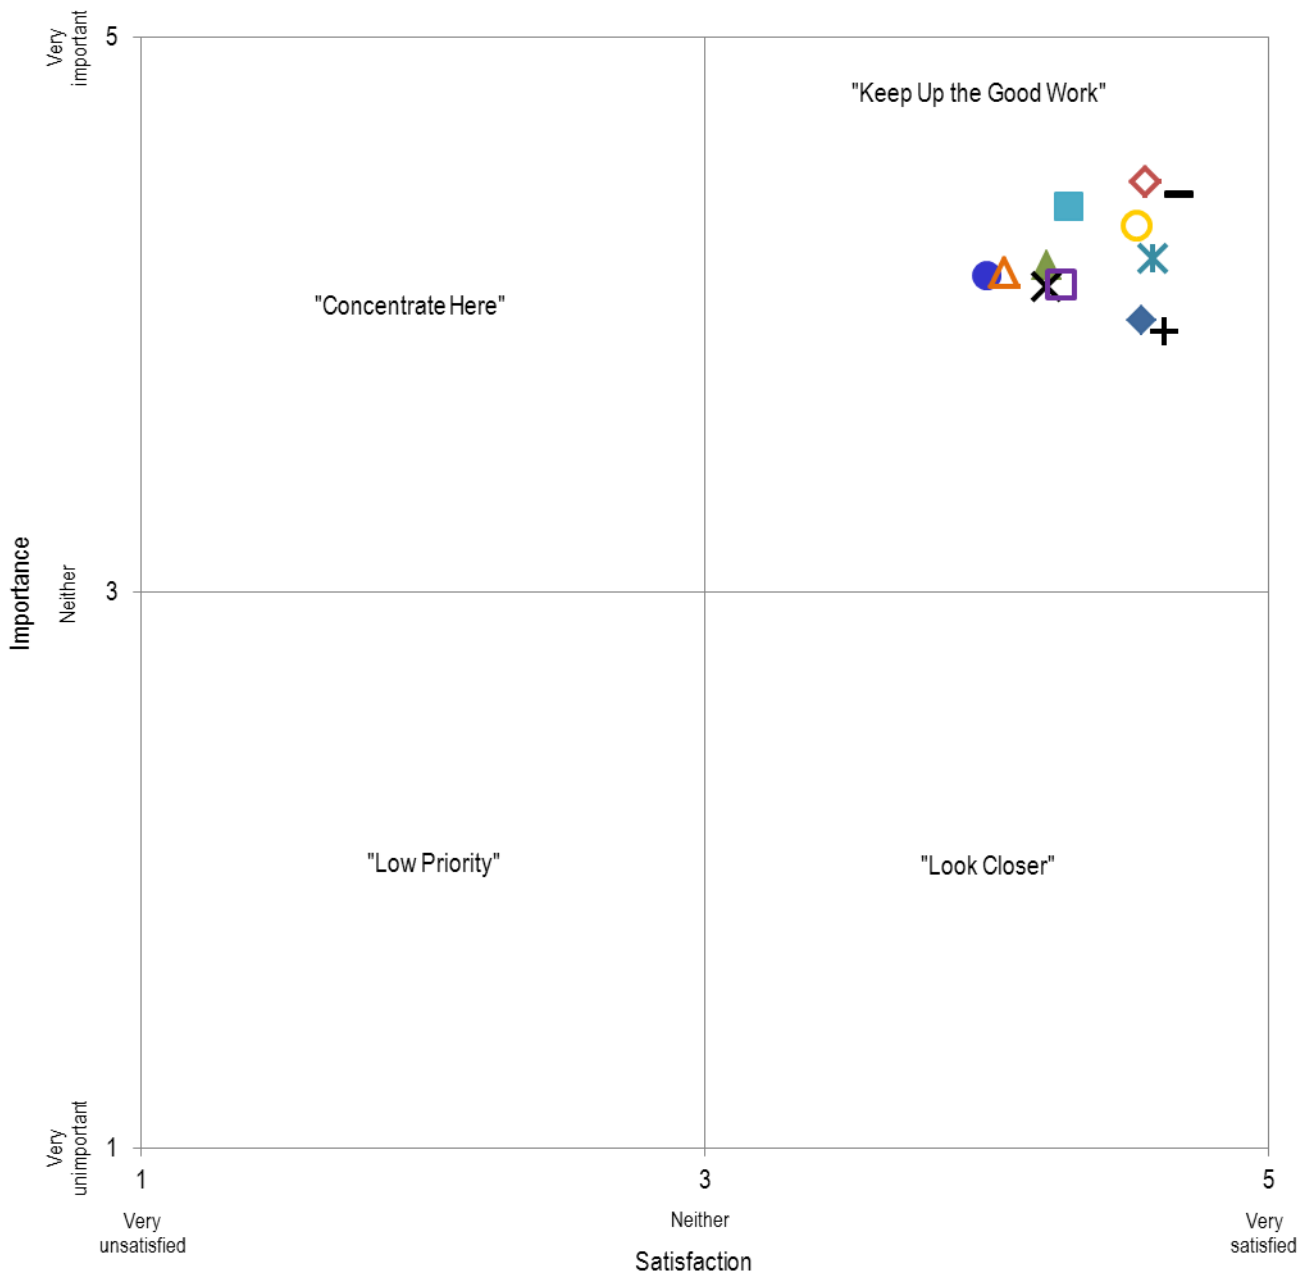 Very
important
5
"Keep Up the Good Work"
"Concentrate Here"
Importance
Neither
3
"Low Priority"
"Look Closer"
Very
unimportant
1
1
3
5
Very
unsatisfied
Neither
Very
satisfied
Satisfaction